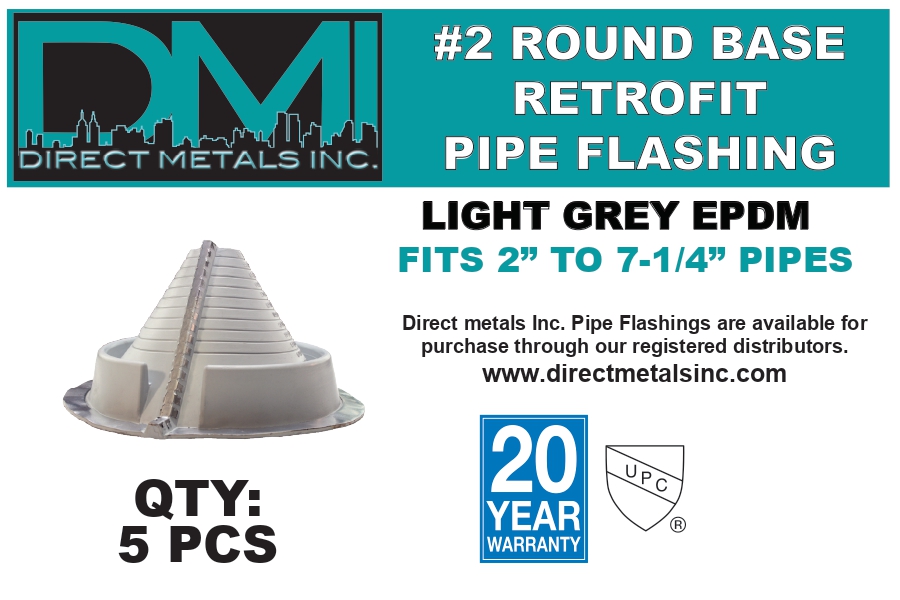 DMI
DIRECT METALS INC.
#2 ROUND BASE
RETROFIT
PIPE FLASHING
LIGHT GREY EPDM
FITS 2” TO 7-1/4” PIPES
Direct metals Inc. Pipe Flashings are available for
purchase through our registered distributors.
www.directmetalsinc.com
QTY:
5 PCS
20
YEAR
WARRANTY
UPC
®